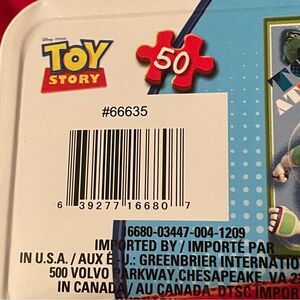 Disney · PIXAR
TOY
STORY
50
#66635
6 39277 16680 7
16680-03447-004-1209
IMPORTED BY / IMPORTÉ PAR
IN U.S.A. / AUX É.-U.: GREENBRIER INTERNATIO
500 VOLVO PARKWAY, CHESAPEAKE, VA 23
IN CANADA / AU CANADA: DTSC IMPOR